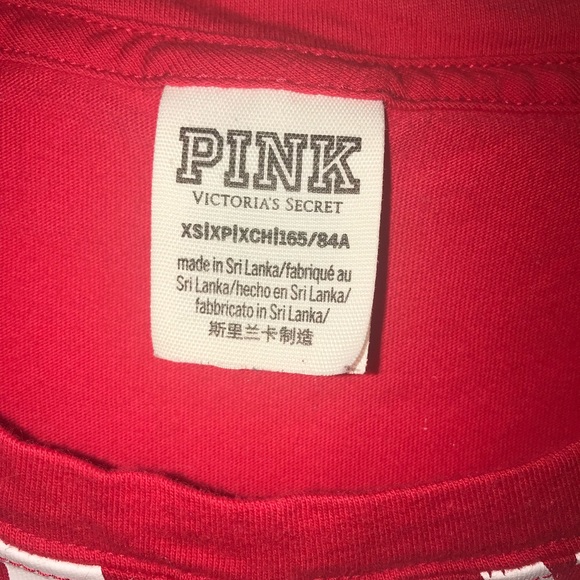 PINK
VICTORIA'S SECRET
XS|XP|XCH|165/84A
made in Sri Lanka/fabriqué au
Sri Lanka/hecho en Sri Lanka/
fabbricato in Sri Lanka/
斯里兰卡制造